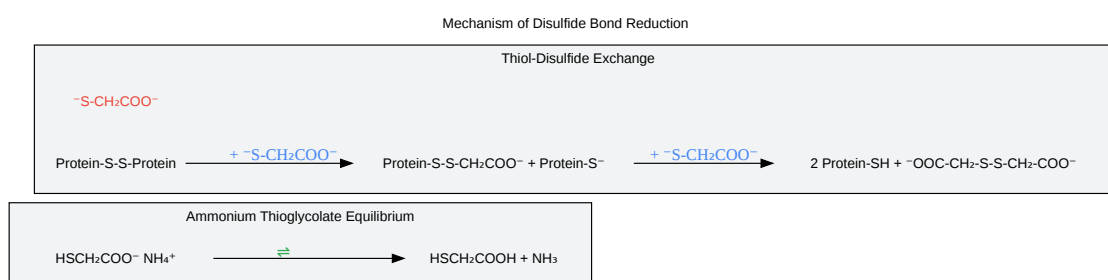 Mechanism of Disulfide Bond Reduction
Thiol-Disulfide Exchange
⁻S-CH₂COO⁻
Protein-S-S-Protein + ⁻S-CH₂COO⁻ Protein-S-S-CH₂COO⁻ + Protein-S⁻ + ⁻S-CH₂COO⁻ 2 Protein-SH + ⁻OOC-CH₂-S-S-CH₂-COO⁻
Ammonium Thioglycolate Equilibrium
HSCH₂COO⁻ NH₄⁺ ⇌ HSCH₂COOH + NH₃